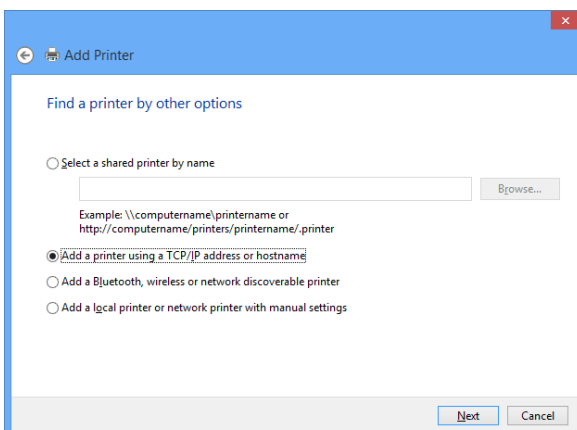 Add Printer
Find a printer by other options
Select a shared printer by name
Browse...
Example: \\computername\printername or
http://computername/printers/printername/.printer
Add a printer using a TCP/IP address or hostname
Add a Bluetooth, wireless or network discoverable printer
Add a local printer or network printer with manual settings
Next Cancel